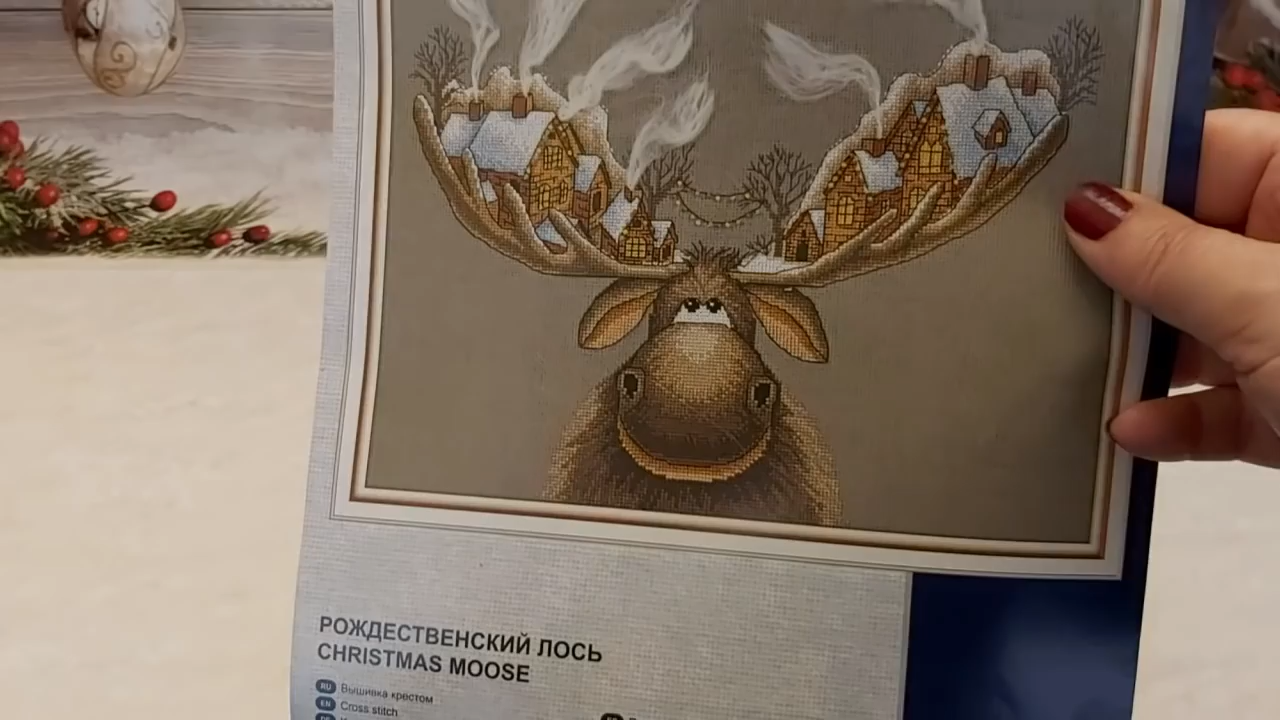 РОЖДЕСТВЕНСКИЙ ЛОСЬ
CHRISTMAS MOOSE
RU Вышивка крестом
EN Cross stitch